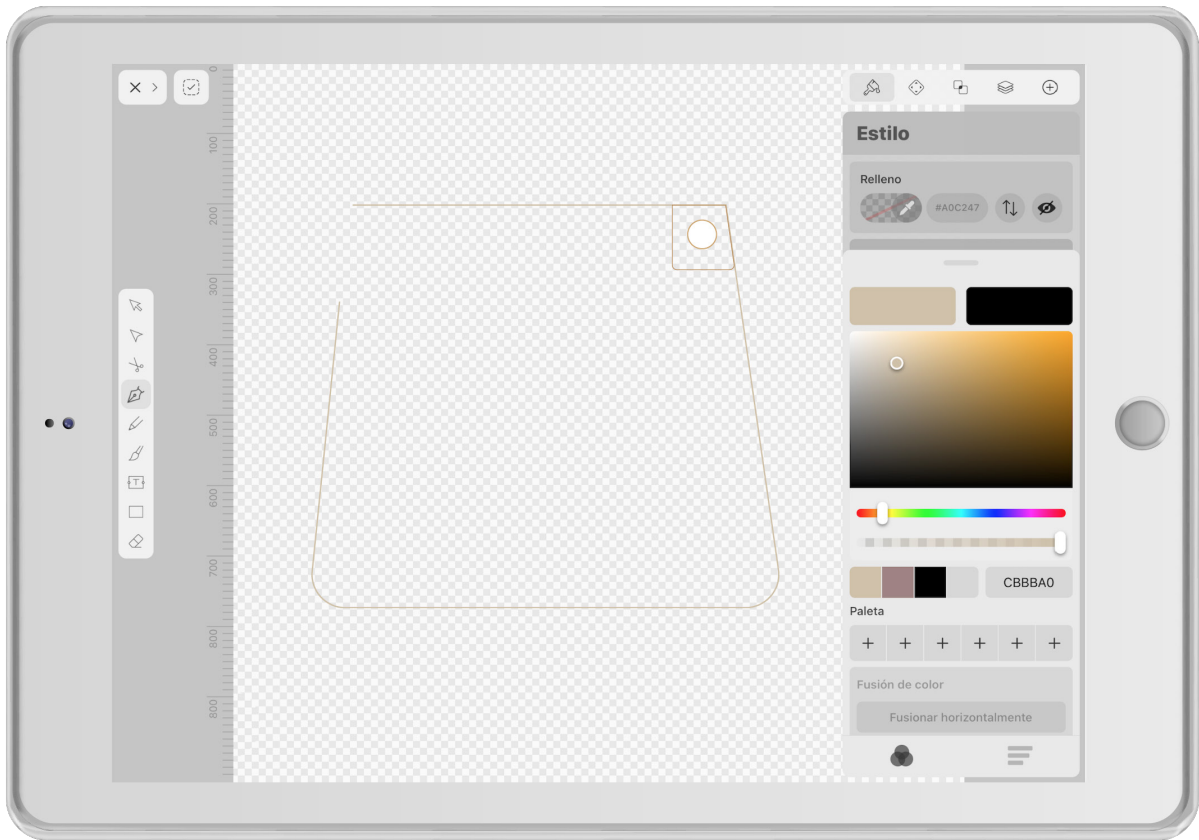 0
100
200
300
400
500
600
700
800
800
T
Estilo
Relleno
#A0C247
CBBBA0
Paleta
+ + + + + +
Fusión de color
Fusionar horizontalmente